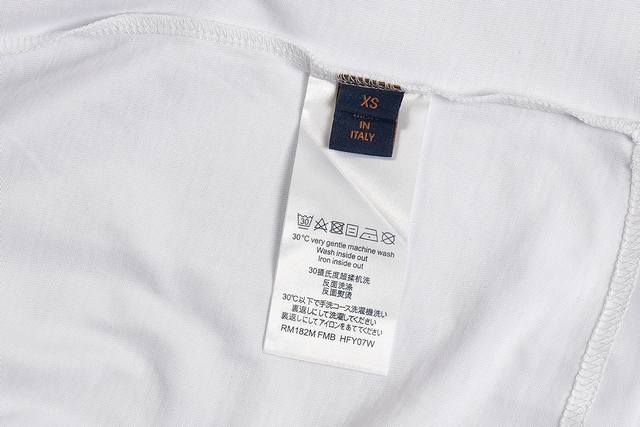 XS
IN
ITALY
30
30°C very gentle machine wash
Wash inside out
Iron inside out
30摄氏度超揉机洗
反面洗涤
反面熨烫
30℃以下で手洗コース洗濯機洗い
裏返しにして洗濯してください
裏返しにしてアイロンをあててください
RM182M FMB HFY07W